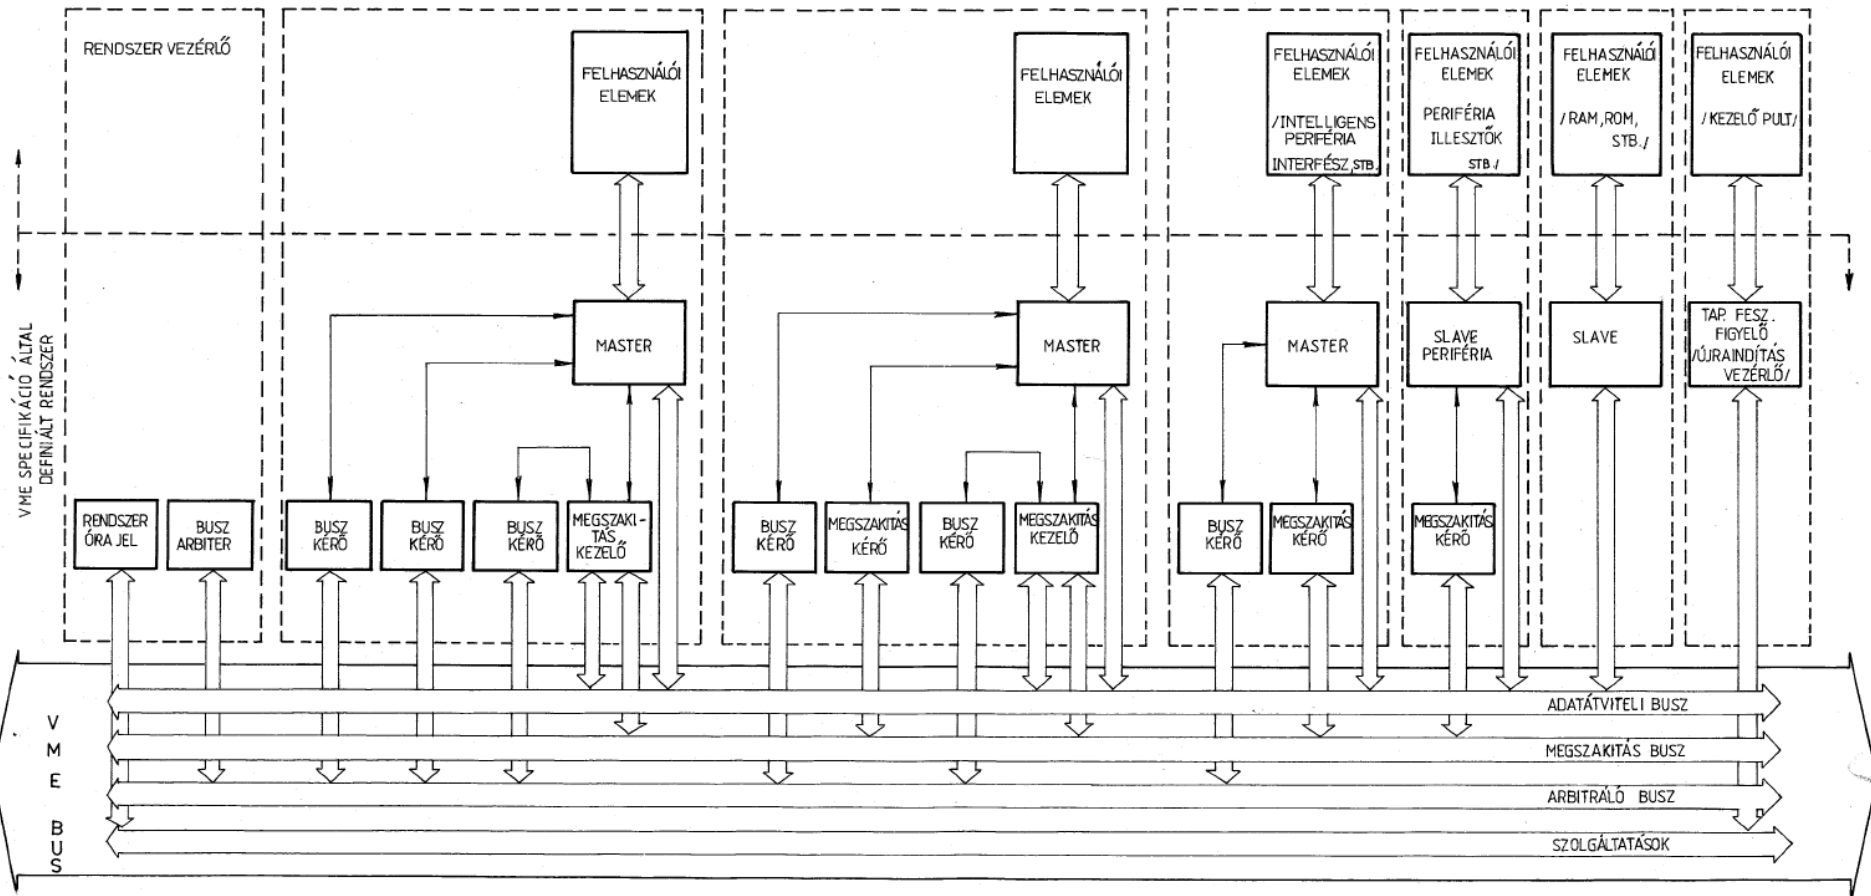 RENDSZER VEZÉRLŐ
FELHASZNÁLÓI
ELEMEK
FELHASZNÁLÓI
ELEMEK
FELHASZNÁLÓI
ELEMEK
/INTELLIGENS
PERIFÉRIA
INTERFÉSZ, STB.
FELHASZNÁLÓI
ELEMEK
PERIFÉRIA
ILLESZTŐK
STB./
FELHASZNÁLÓI
ELEMEK
/RAM, ROM,
STB./
FELHASZNÁLÓI
ELEMEK
/KEZELŐ PULT/
VME SPECIFIKÁCIÓ ÁLTAL
DEFINIÁLT RENDSZER
MASTER
MASTER
MASTER
SLAVE
PERIFÉRIA
SLAVE
TAP. FESZ.
FIGYELŐ
/ÚJRAINDÍTÁS
VEZÉRLŐ/
RENDSZER
ÓRA JEL
BUSZ
ARBITER
BUSZ
KÉRŐ
BUSZ
KÉRŐ
BUSZ
KÉRŐ
MEGSZAKI-
TÁS
KEZELŐ
BUSZ
KÉRŐ
MEGSZAKITÁS
KÉRŐ
BUSZ
KÉRŐ
MEGSZAKITÁS
KEZELŐ
BUSZ
KÉRŐ
MEGSZAKITÁS
KÉRŐ
MEGSZAKITÁS
KÉRŐ
VME BUS
ADATÁTVITELI BUSZ
MEGSZAKITÁS BUSZ
ARBITRÁLÓ BUSZ
SZOLGÁLTATÁSOK